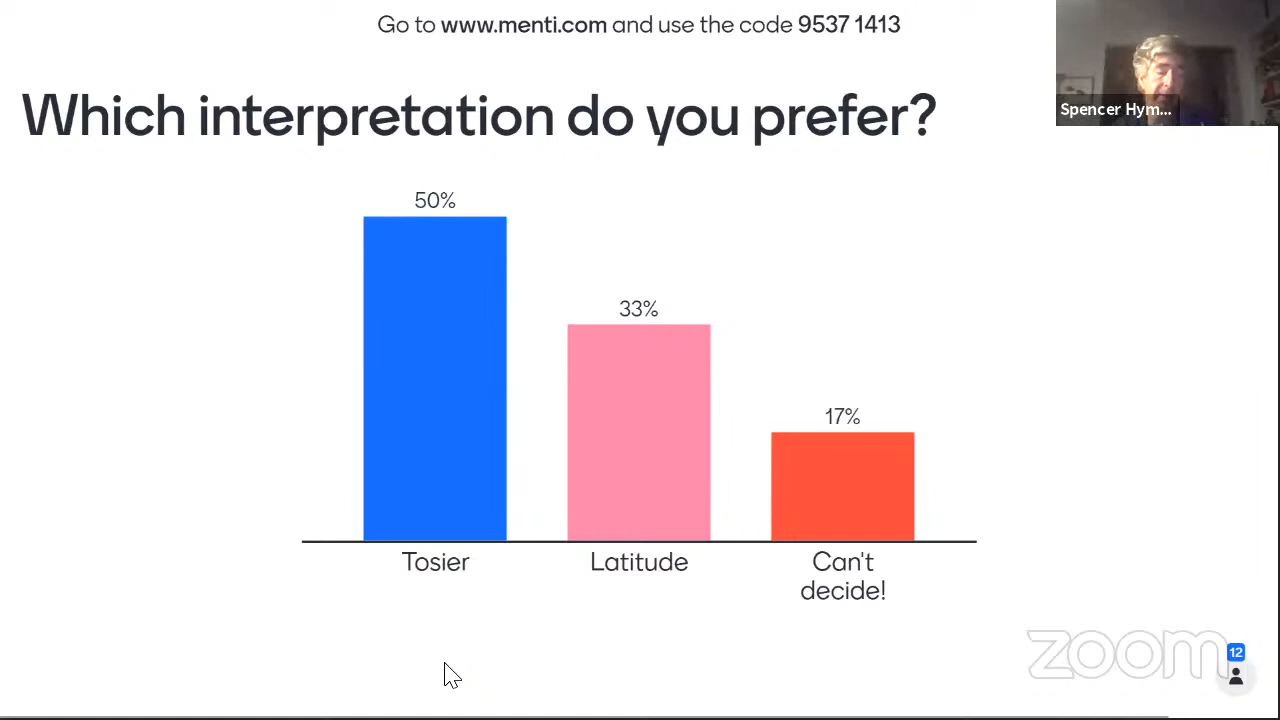 Go to www.menti.com and use the code 9537 1413
Spencer Hym...
Which interpretation do you prefer?
50%
33%
17%
Tosier
Latitude
Can't
decide!
zoom
12